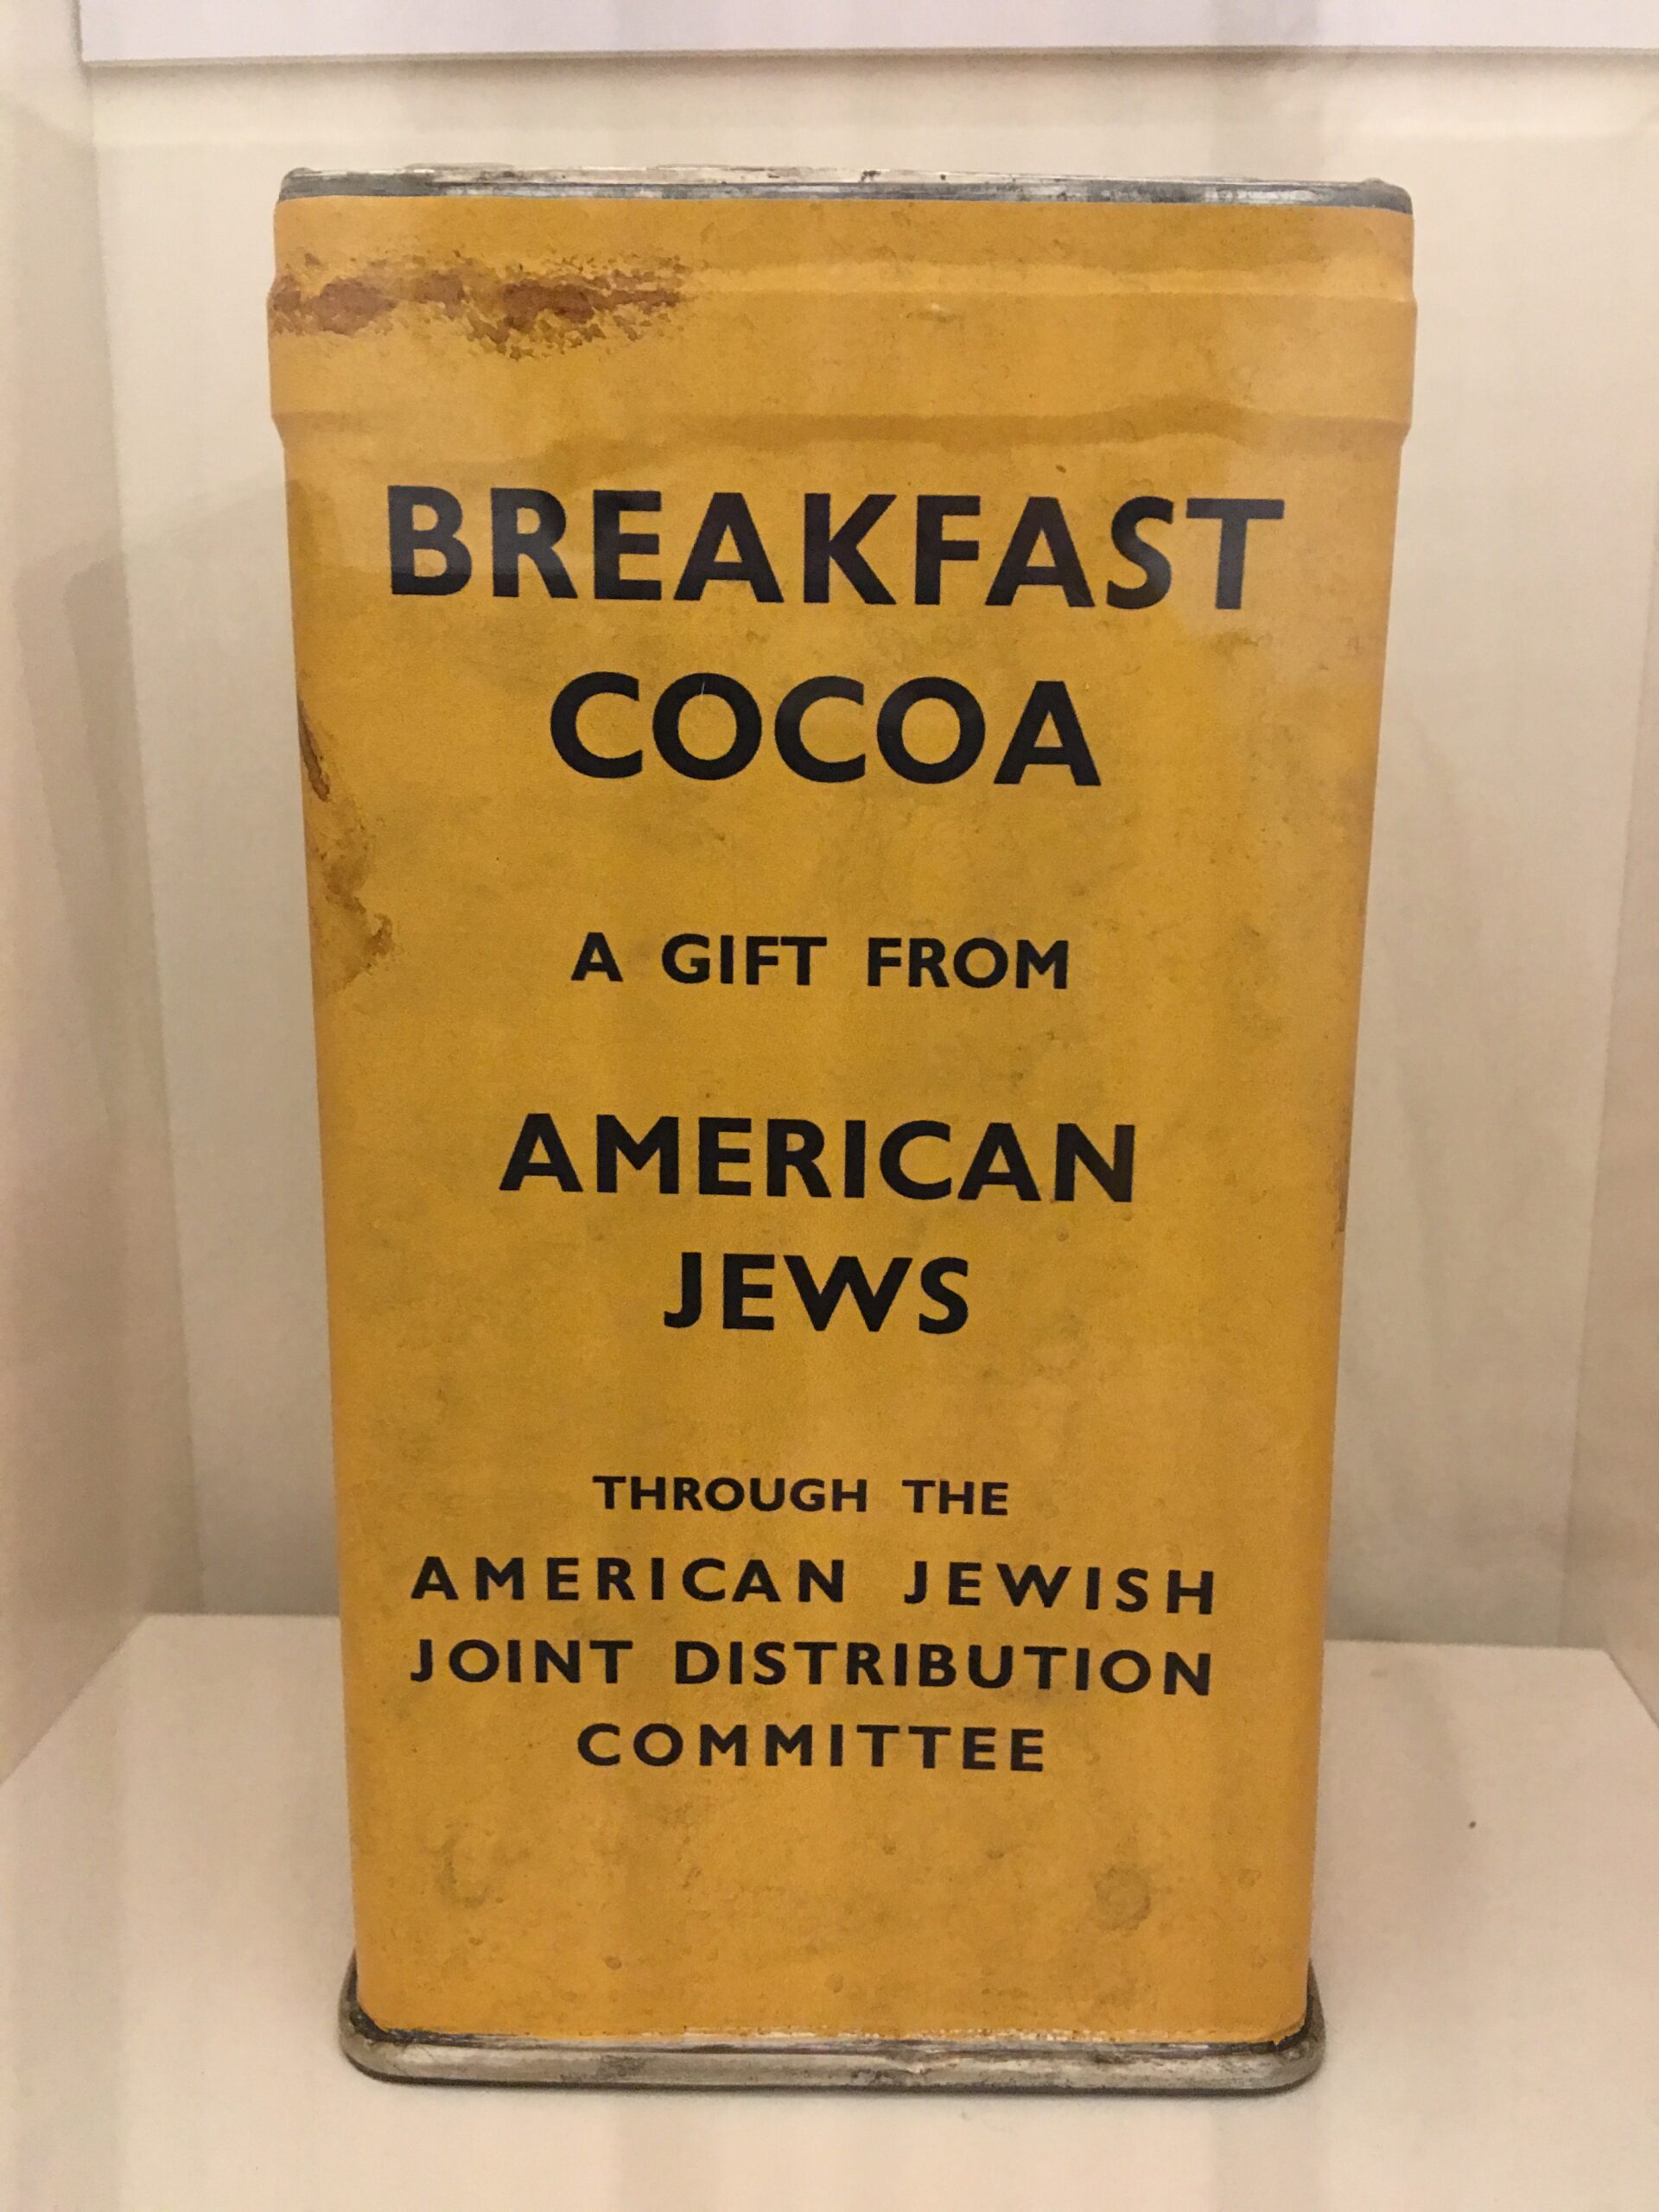 BREAKFAST
COCOA
A GIFT FROM
AMERICAN
JEWS
THROUGH THE
AMERICAN JEWISH
JOINT DISTRIBUTION
COMMITTEE